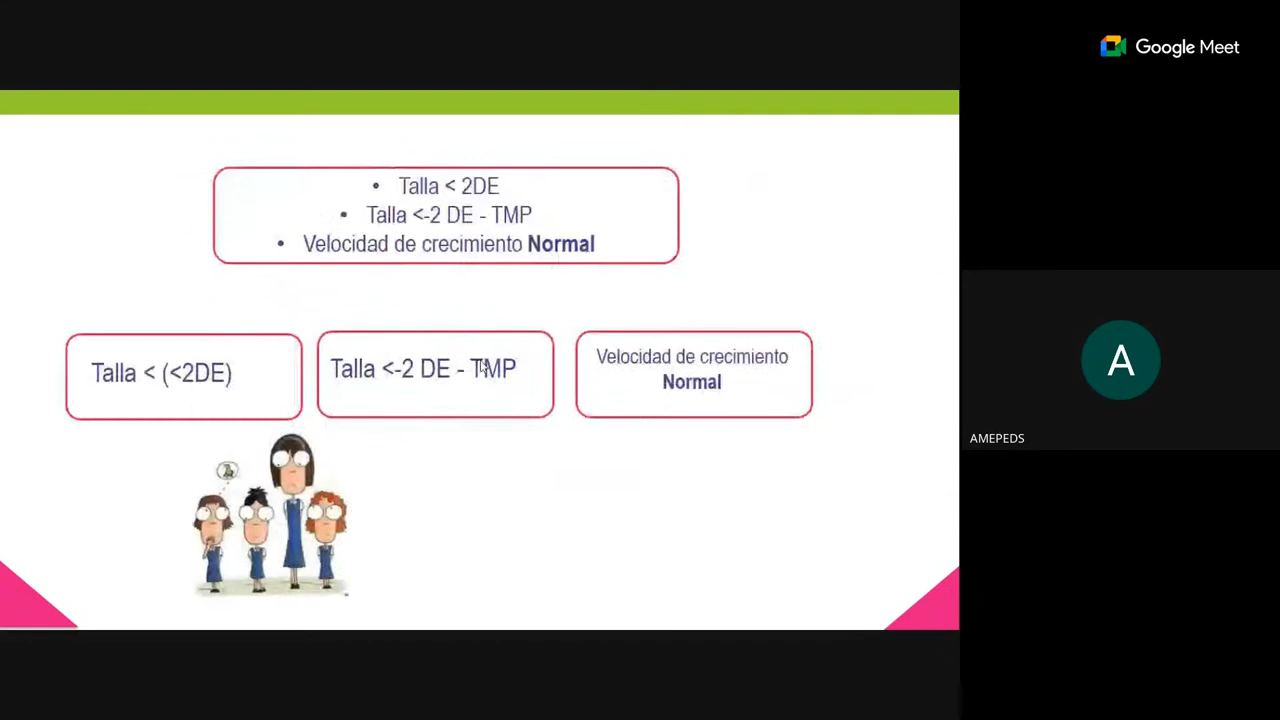 Google Meet
• Talla < 2DE
• Talla <-2 DE - TMP
• Velocidad de crecimiento Normal
Talla < (<2DE)
Talla <-2 DE - TMP
Velocidad de crecimiento
Normal
A
AMEPEDS